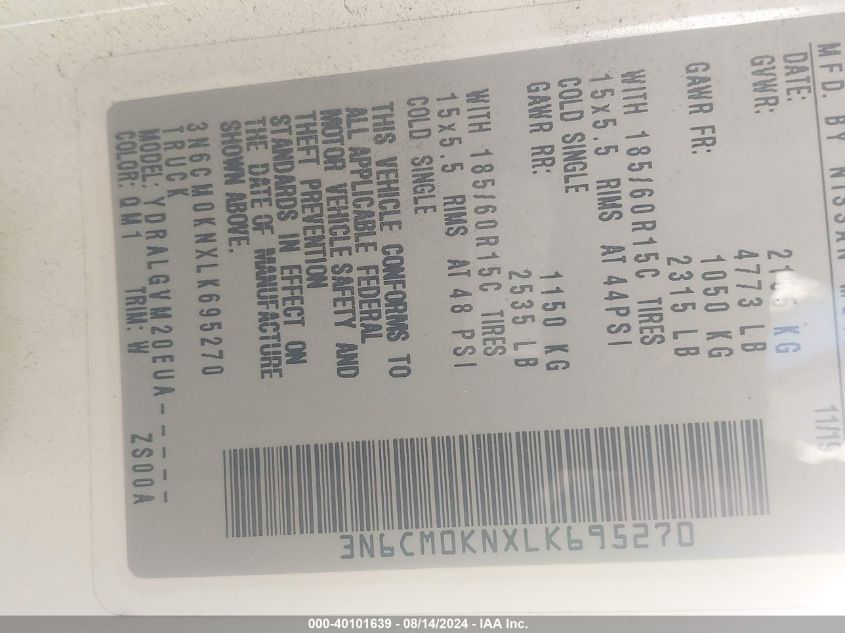 MFD. BY NISSAN
DATE: 11/19
GVWR: KG
4773 LB
GAWR FR: 1050 KG
2315 LB
WITH 185/60R15C TIRES
15x5.5 RIMS AT 44PSI
COLD SINGLE
GAWR RR: 1150 KG
2535 LB
WITH 185/60R15C TIRES
15x5.5 RIMS AT 48 PSI
COLD SINGLE
THIS VEHICLE CONFORMS TO
ALL APPLICABLE FEDERAL
MOTOR VEHICLE SAFETY AND
THEFT PREVENTION
STANDARDS IN EFFECT ON
THE DATE OF MANUFACTURE
SHOWN ABOVE.
3N6CM0KNXLK695270
TRUCK
MODEL: YDRALGVM20EUA-----
COLOR: QM1 TRIM: W ZS00A
3N6CM0KNXLK695270
000-40101639 - 08/14/2024 - IAA Inc.